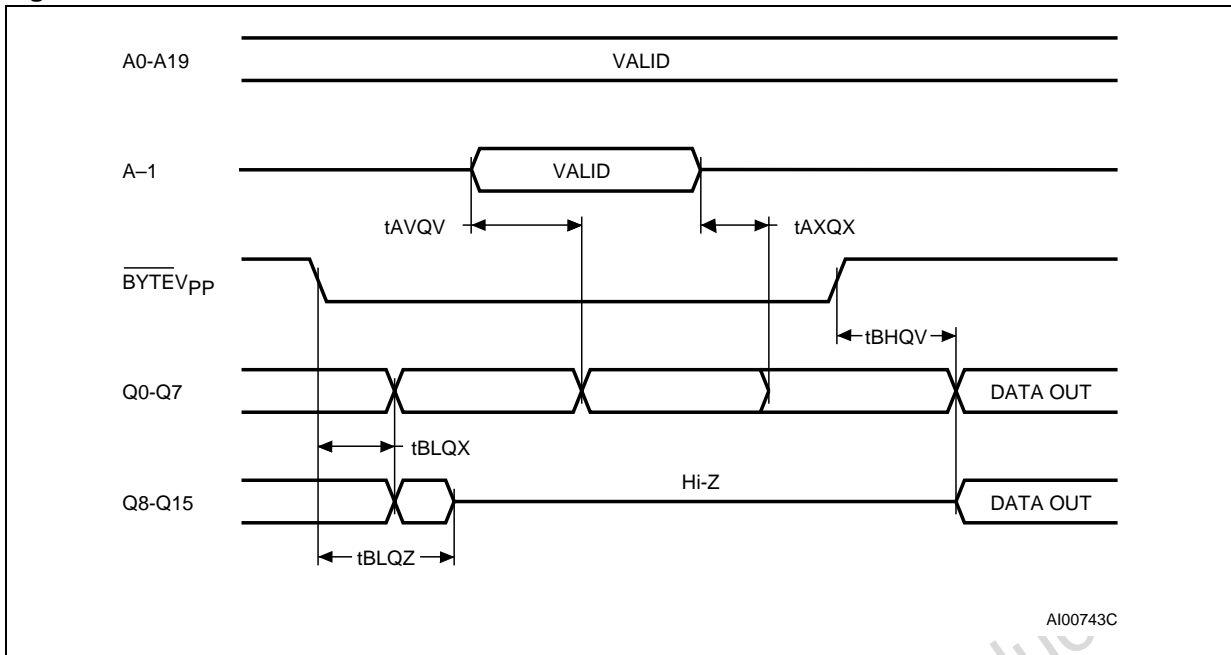 A0-A19
VALID
A–1
VALID
tAVQV
tAXQX
BYTEVPP
tBHQV
Q0-Q7
DATA OUT
tBLQX
Hi-Z
Q8-Q15
DATA OUT
tBLQZ
AI00743C